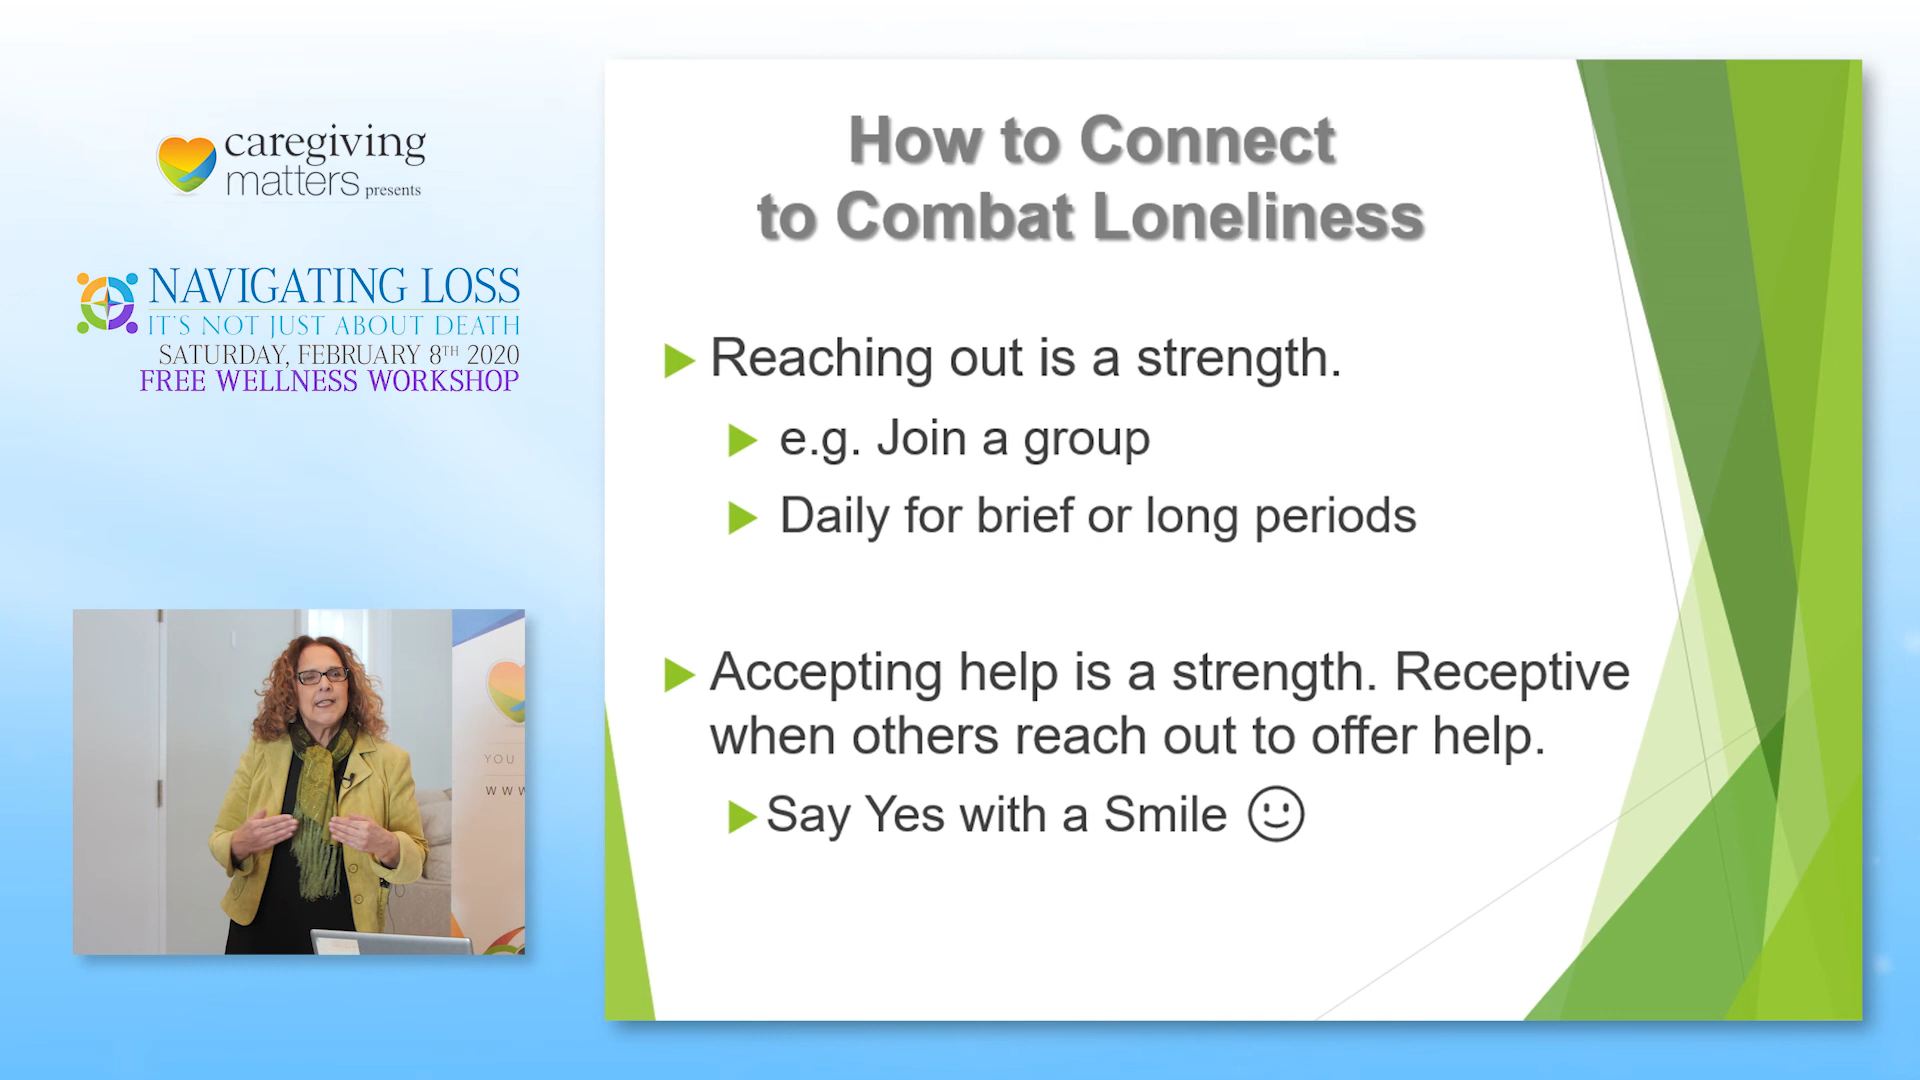 caregiving
matters presents
NAVIGATING LOSS
IT'S NOT JUST ABOUT DEATH
SATURDAY, FEBRUARY 8TH 2020
FREE WELLNESS WORKSHOP
YOU
WWW
How to Connect
to Combat Loneliness
Reaching out is a strength.
e.g. Join a group
Daily for brief or long periods
Accepting help is a strength. Receptive
when others reach out to offer help.
Say Yes with a Smile